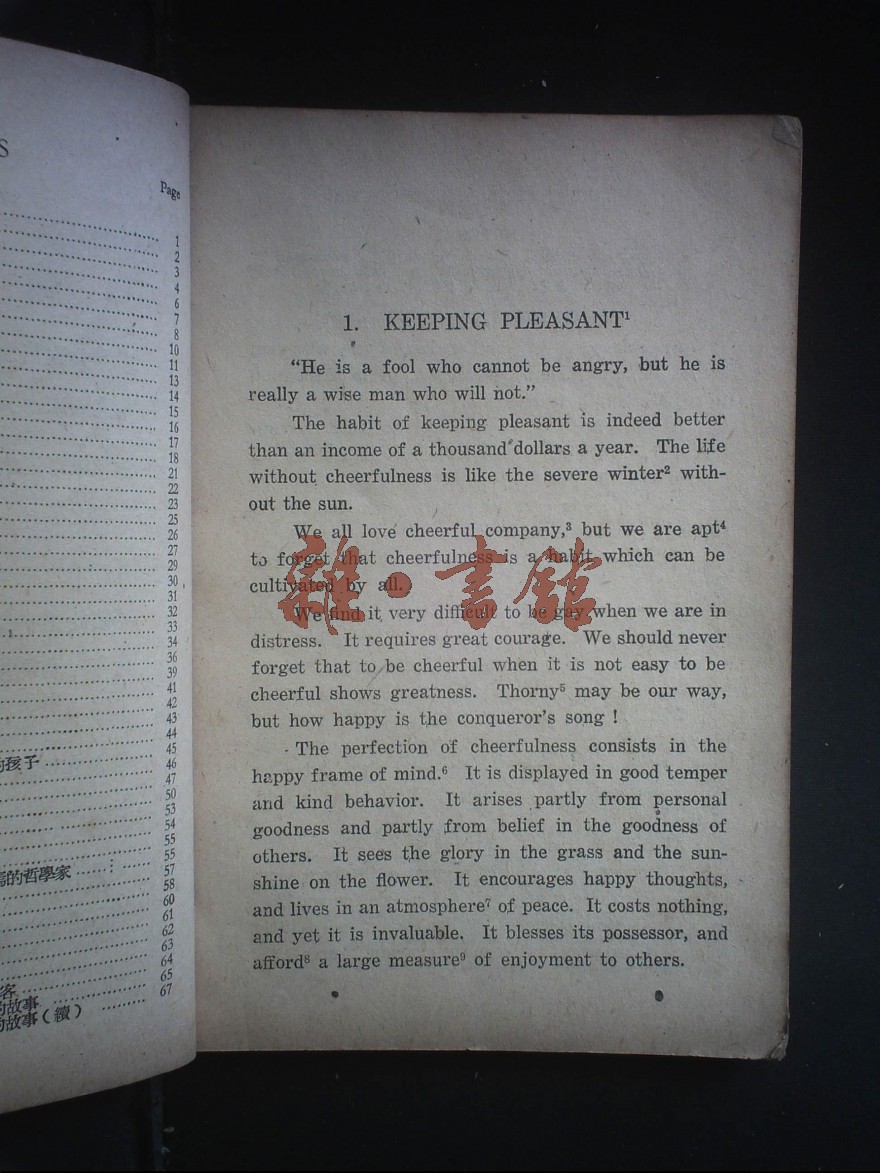 S
Page
1
2
3
4
6
7
8
10
11
13
14
15
16
17
18
21
22
23
25
26
27
29
30
31
32
33
34
36
39
41
42
43
44
45
的孩子 46
47
50
53
54
55
55
的哲學家 57
58
60
61
62
63
64
客 65
的故事 67
的故事（續）
1. KEEPING PLEASANT¹
“He is a fool who cannot be angry, but he is
really a wise man who will not.”
The habit of keeping pleasant is indeed better
than an income of a thousand dollars a year. The life
without cheerfulness is like the severe winter² with-
out the sun.
We all love cheerful company,³ but we are apt⁴
to forget that cheerfulness is a habit which can be
cultivated by all.
We find it very difficult to be gay when we are in
distress. It requires great courage. We should never
forget that to be cheerful when it is not easy to be
cheerful shows greatness. Thorny⁵ may be our way,
but how happy is the conqueror's song !
The perfection of cheerfulness consists in the
happy frame of mind.⁶ It is displayed in good temper
and kind behavior. It arises partly from personal
goodness and partly from belief in the goodness of
others. It sees the glory in the grass and the sun-
shine on the flower. It encourages happy thoughts,
and lives in an atmosphere⁷ of peace. It costs nothing,
and yet it is invaluable. It blesses its possessor, and
afford⁸ a large measure⁹ of enjoyment to others.
雜·書館